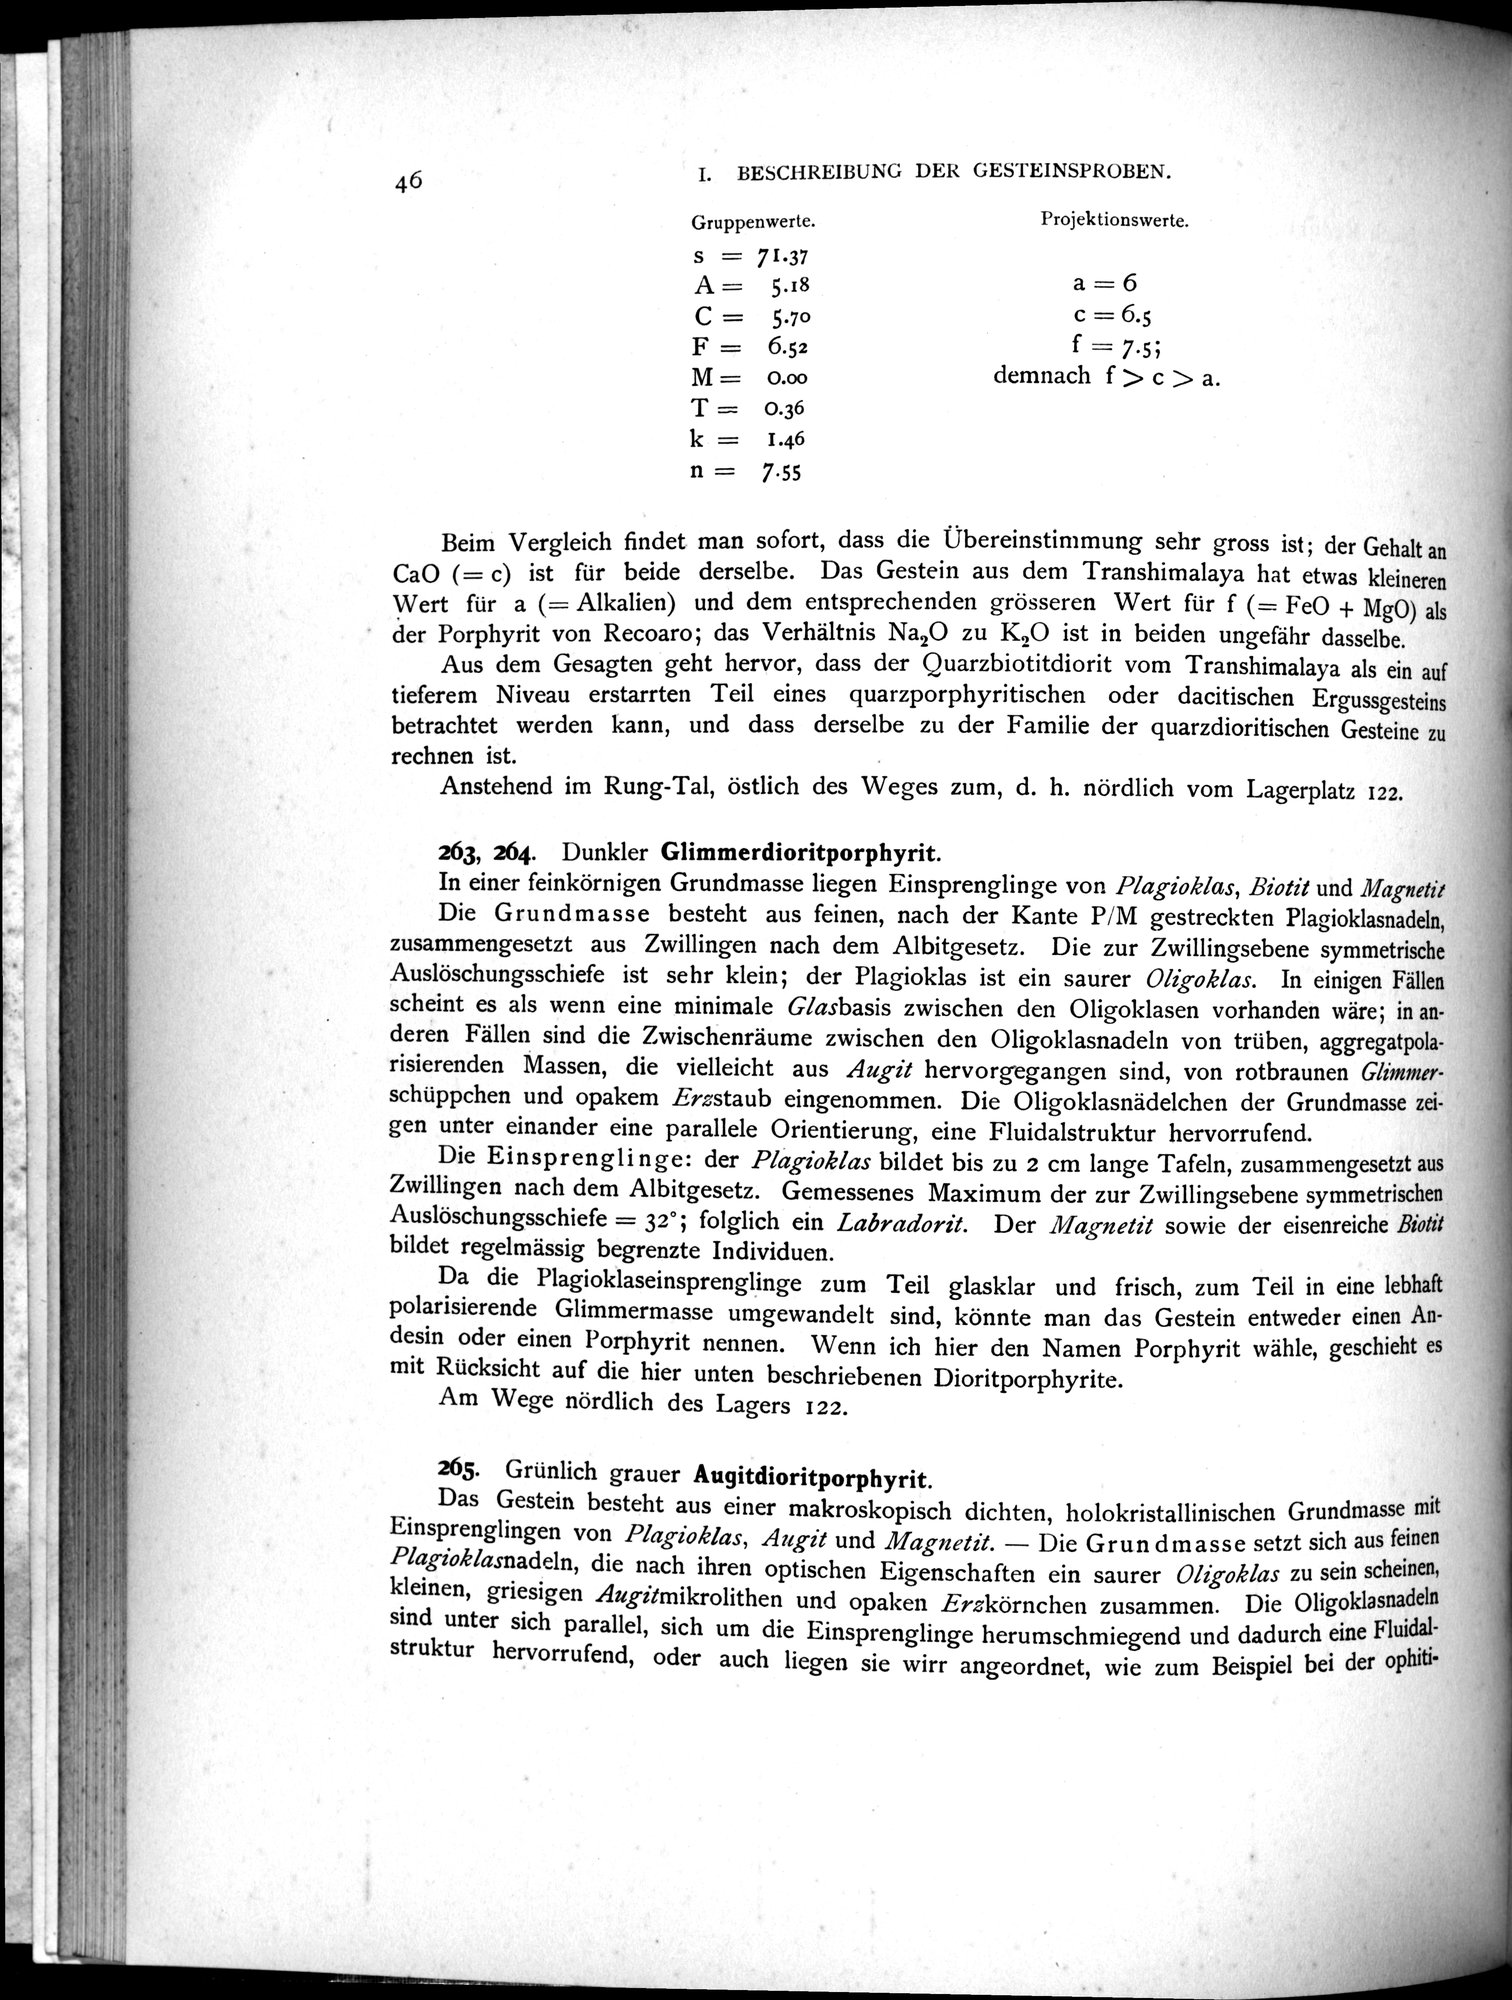 46
I. BESCHREIBUNG DER GESTEINSPROBEN.
Gruppenwerte. Projektionswerte.
s = 71.37
A = 5.18 a = 6
C = 5.70 c = 6.5
F = 6.52 f = 7.5;
M = 0.00 demnach f > c > a.
T = 0.36
k = 1.46
n = 7.55
Beim Vergleich findet man sofort, dass die Übereinstimmung sehr gross ist; der Gehalt an
CaO (= c) ist für beide derselbe. Das Gestein aus dem Transhimalaya hat etwas kleineren
Wert für a (= Alkalien) und dem entsprechenden grösseren Wert für f (= FeO + MgO) als
der Porphyrit von Recoaro; das Verhältnis Na₂O zu K₂O ist in beiden ungefähr dasselbe.
Aus dem Gesagten geht hervor, dass der Quarzbiotitdiorit vom Transhimalaya als ein auf
tieferem Niveau erstarrten Teil eines quarzporphyritischen oder dacitischen Ergussgesteins
betrachtet werden kann, und dass derselbe zu der Familie der quarzdioritischen Gesteine zu
rechnen ist.
Anstehend im Rung-Tal, östlich des Weges zum, d. h. nördlich vom Lagerplatz 122.
263, 264. Dunkler Glimmerdioritporphyrit.
In einer feinkörnigen Grundmasse liegen Einsprenglinge von Plagioklas, Biotit und Magnetit
Die Grundmasse besteht aus feinen, nach der Kante P/M gestreckten Plagioklasnadeln,
zusammengesetzt aus Zwillingen nach dem Albitgesetz. Die zur Zwillingsebene symmetrische
Auslöschungsschiefe ist sehr klein; der Plagioklas ist ein saurer Oligoklas. In einigen Fällen
scheint es als wenn eine minimale Glasbasis zwischen den Oligoklasen vorhanden wäre; in an-
deren Fällen sind die Zwischenräume zwischen den Oligoklasnadeln von trüben, aggregatpola-
risierenden Massen, die vielleicht aus Augit hervorgegangen sind, von rotbraunen Glimmer-
schüppchen und opakem Erzstaub eingenommen. Die Oligoklasnädelchen der Grundmasse zei-
gen unter einander eine parallele Orientierung, eine Fluidalstruktur hervorrufend.
Die Einsprenglinge: der Plagioklas bildet bis zu 2 cm lange Tafeln, zusammengesetzt aus
Zwillingen nach dem Albitgesetz. Gemessenes Maximum der zur Zwillingsebene symmetrischen
Auslöschungsschiefe = 32°; folglich ein Labradorit. Der Magnetit sowie der eisenreiche Biotit
bildet regelmässig begrenzte Individuen.
Da die Plagioklaseinsprenglinge zum Teil glasklar und frisch, zum Teil in eine lebhaft
polarisierende Glimmermasse umgewandelt sind, könnte man das Gestein entweder einen An-
desin oder einen Porphyrit nennen. Wenn ich hier den Namen Porphyrit wähle, geschieht es
mit Rücksicht auf die hier unten beschriebenen Dioritporphyrite.
Am Wege nördlich des Lagers 122.
265. Grünlich grauer Augitdioritporphyrit.
Das Gestein besteht aus einer makroskopisch dichten, holokristallinischen Grundmasse mit
Einsprenglingen von Plagioklas, Augit und Magnetit. — Die Grundmasse setzt sich aus feinen
Plagioklasnadeln, die nach ihren optischen Eigenschaften ein saurer Oligoklas zu sein scheinen,
kleinen, griesigen Augitmikrolithen und opaken Erzkörnchen zusammen. Die Oligoklasnadeln
sind unter sich parallel, sich um die Einsprenglinge herumschmiegend und dadurch eine Fluidal-
struktur hervorrufend, oder auch liegen sie wirr angeordnet, wie zum Beispiel bei der ophiti-